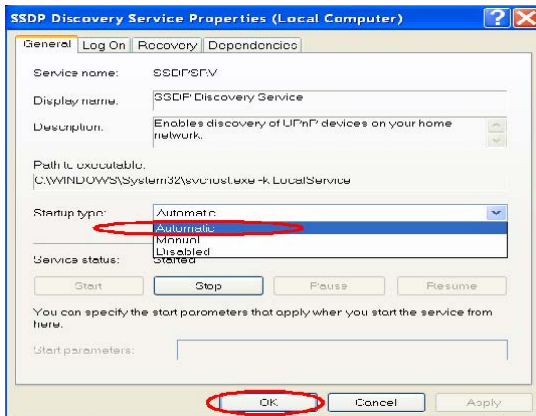 SSDP Discovery Service Properties (Local Computer)
General Log On Recovery Dependencies
Service name: SSDPSRV
Display name: SSDP Discovery Service
Description: Enables discovery of UPnP devices on your home
network.
Path to executable:
C:\WINDOWS\System32\svchost.exe -k LocalService
Startup type: Automatic
Automatic
Manual
Disabled
Service status: Started
Start Stop Pause Resume
You can specify the start parameters that apply when you start the service from
here.
Start parameters:
OK Cancel Apply